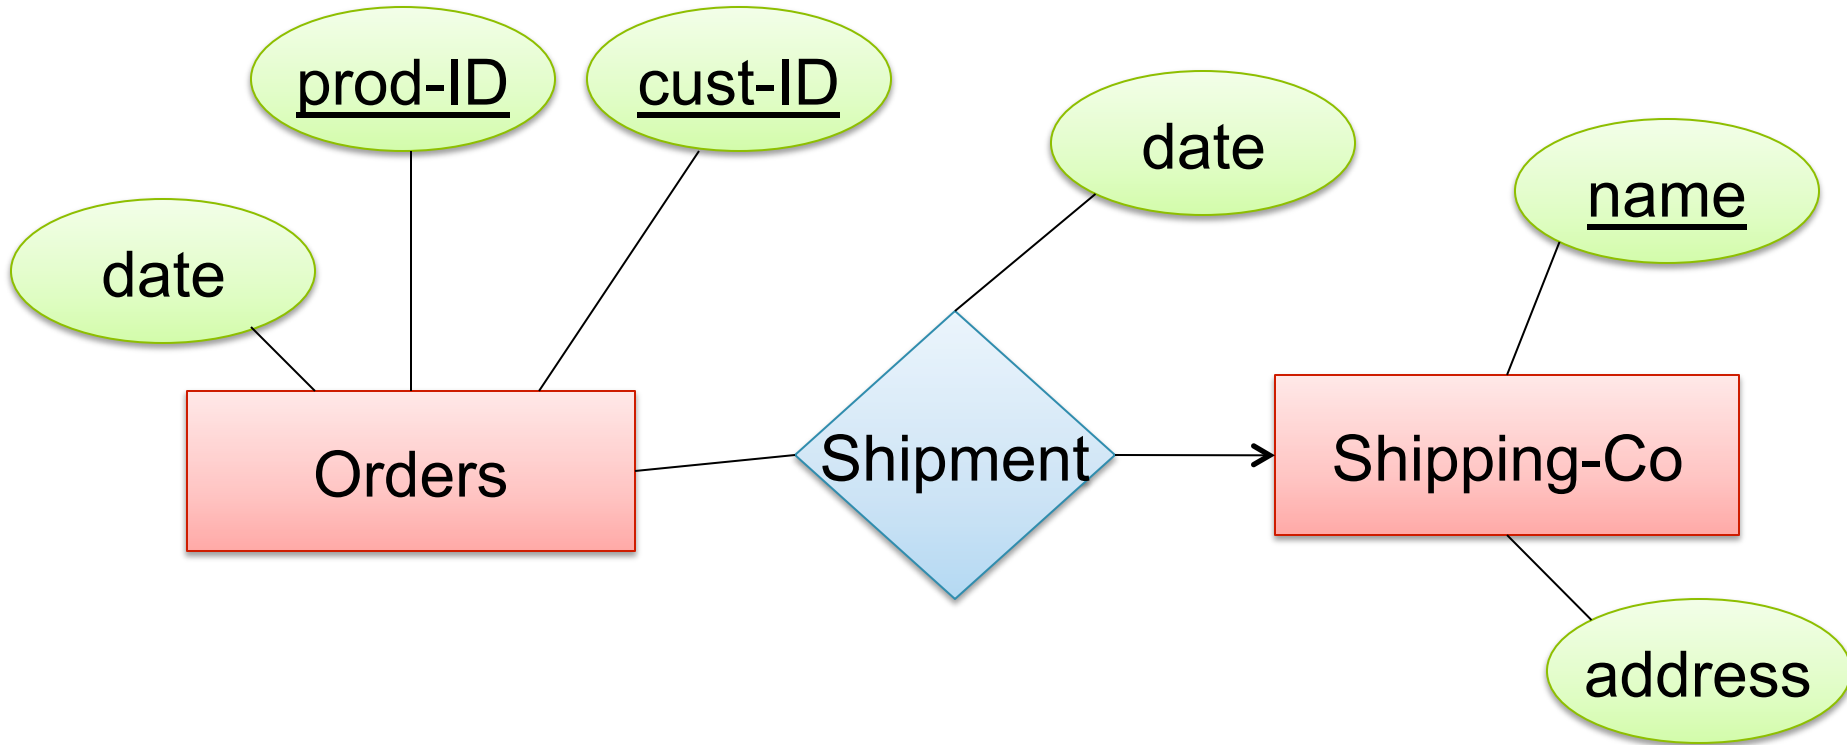 prod-ID
cust-ID
date
name
date
Orders
Shipment
Shipping-Co
address